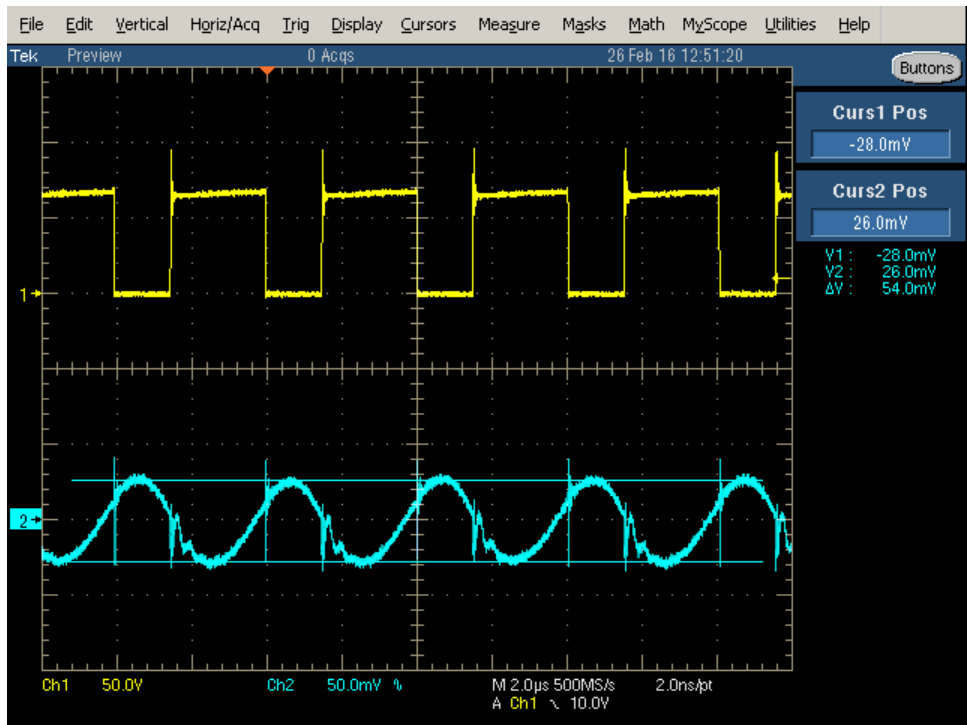 File Edit Vertical Horiz/Acq Trig Display Cursors Measure Masks Math MyScope Utilities Help
Tek Preview 0 Acqs 26 Feb 16 12:51:20
Buttons
Curs1 Pos
-28.0mV
Curs2 Pos
26.0mV
V1 : -28.0mV
V2 : 26.0mV
ΔV : 54.0mV
1
2
Ch1 50.0V Ch2 50.0mV M 2.0µs 500MS/s 2.0ns/pt
A Ch1 10.0V